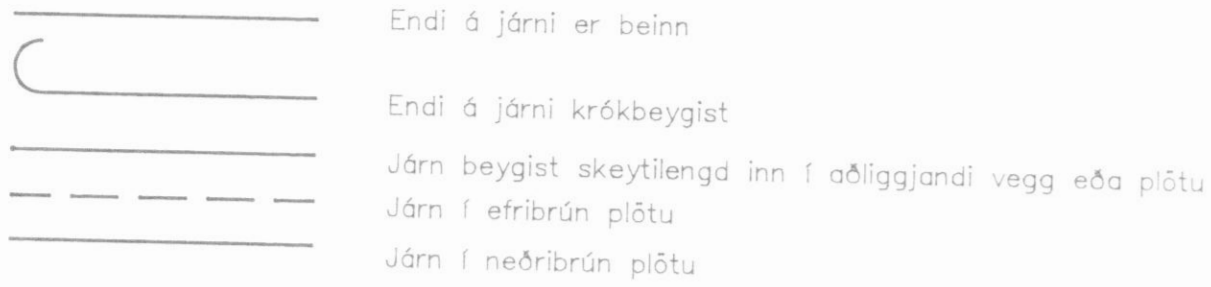 Endi á járni er beinn
Endi á járni krókbeygist
Járn beygist skeytilengd inn í aðliggjandi vegg eða plötu
Járn í efribrún plötu
Járn í neðribrún plötu